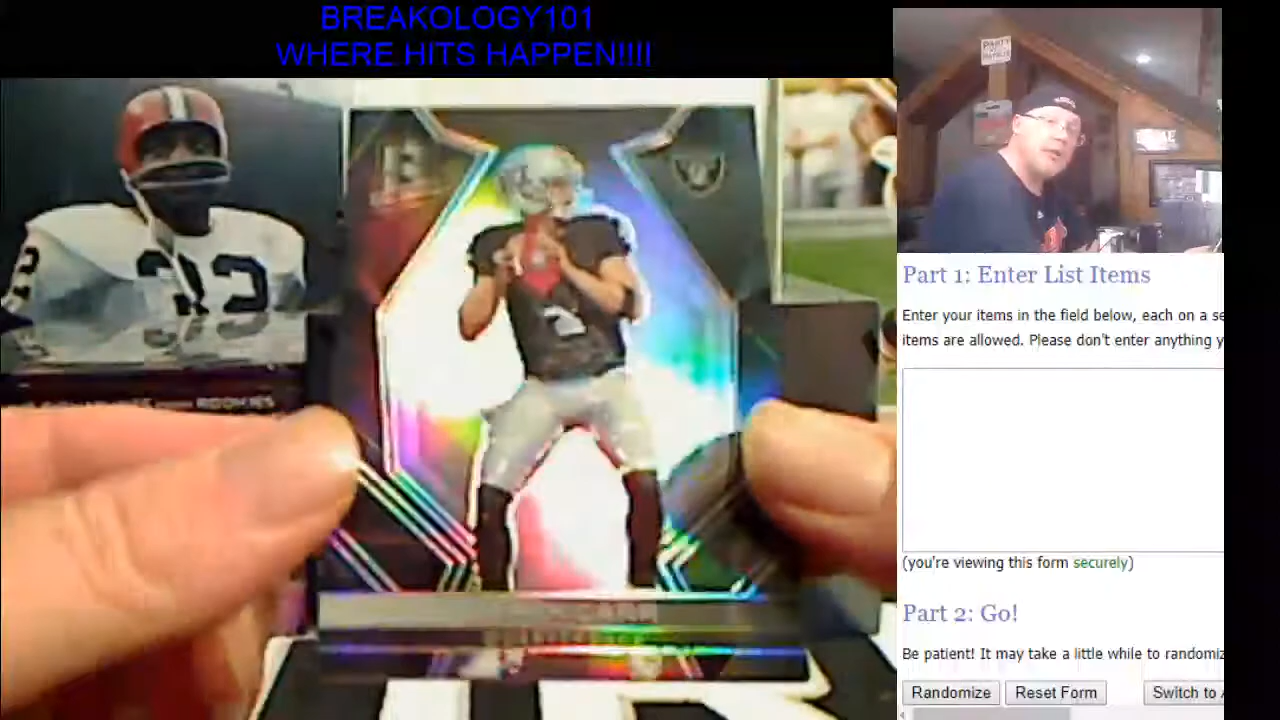 BREAKOLOGY101
WHERE HITS HAPPEN!!!!
32
ROOKIES
Part 1: Enter List Items
Enter your items in the field below, each on a se
items are allowed. Please don't enter anything y
(you're viewing this form securely)
Part 2: Go!
Be patient! It may take a little while to randomiz
Randomize
Reset Form
Switch to A